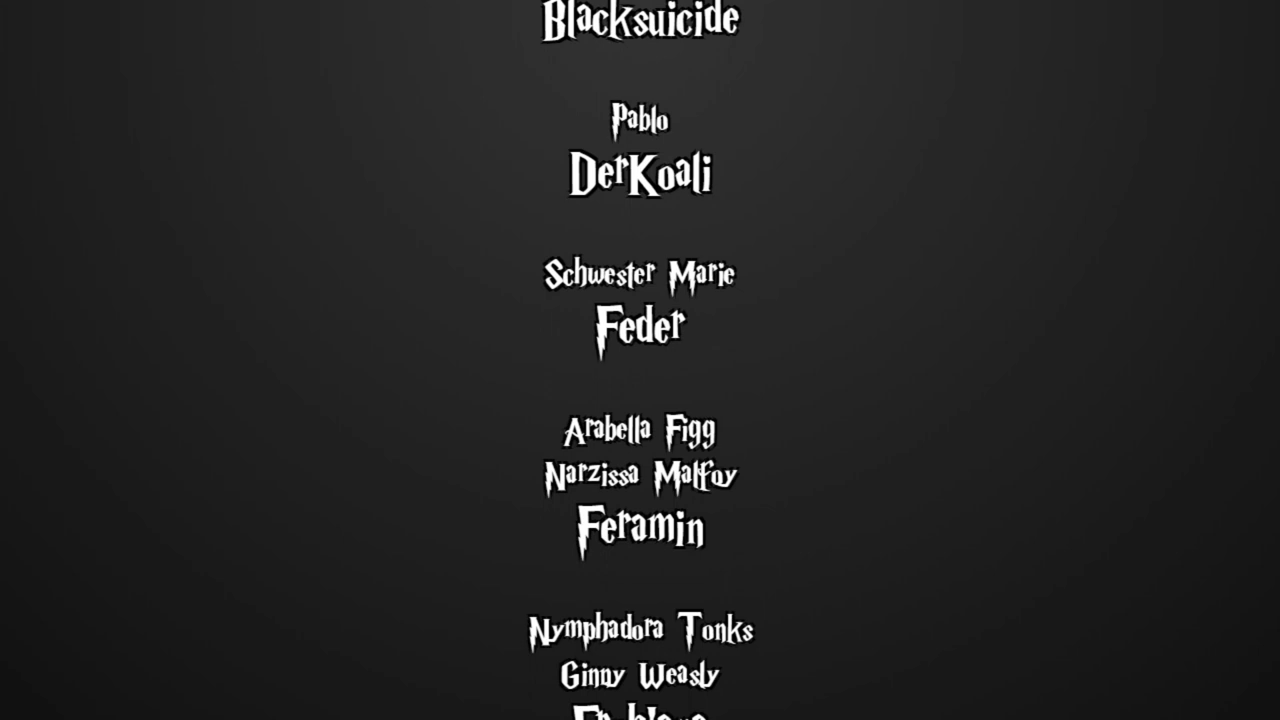 Blacksuicide
Pablo
DerKoali
Schwester Marie
Feder
Arabella Figg
Narzissa Malfoy
Feramin
Nymphadora Tonks
Ginny Weasly